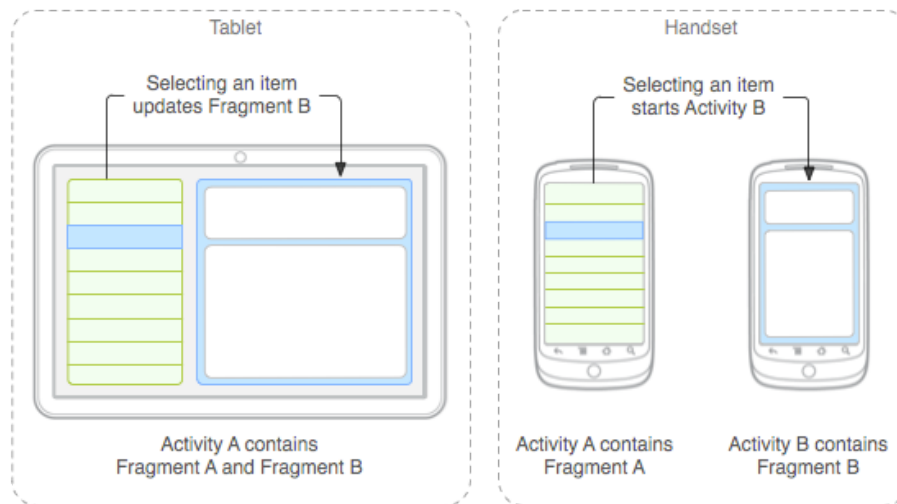 Tablet
Selecting an item
updates Fragment B
Activity A contains
Fragment A and Fragment B
Handset
Selecting an item
starts Activity B
Activity A contains
Fragment A
Activity B contains
Fragment B